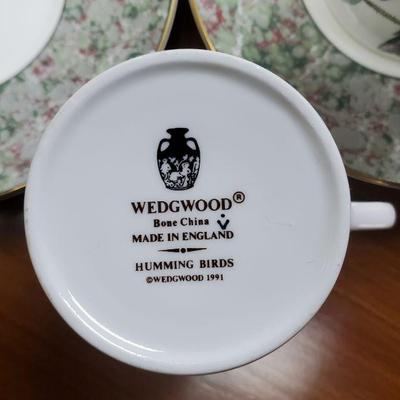 WEDGWOOD®
Bone China
MADE IN ENGLAND
HUMMING BIRDS
©WEDGWOOD 1991